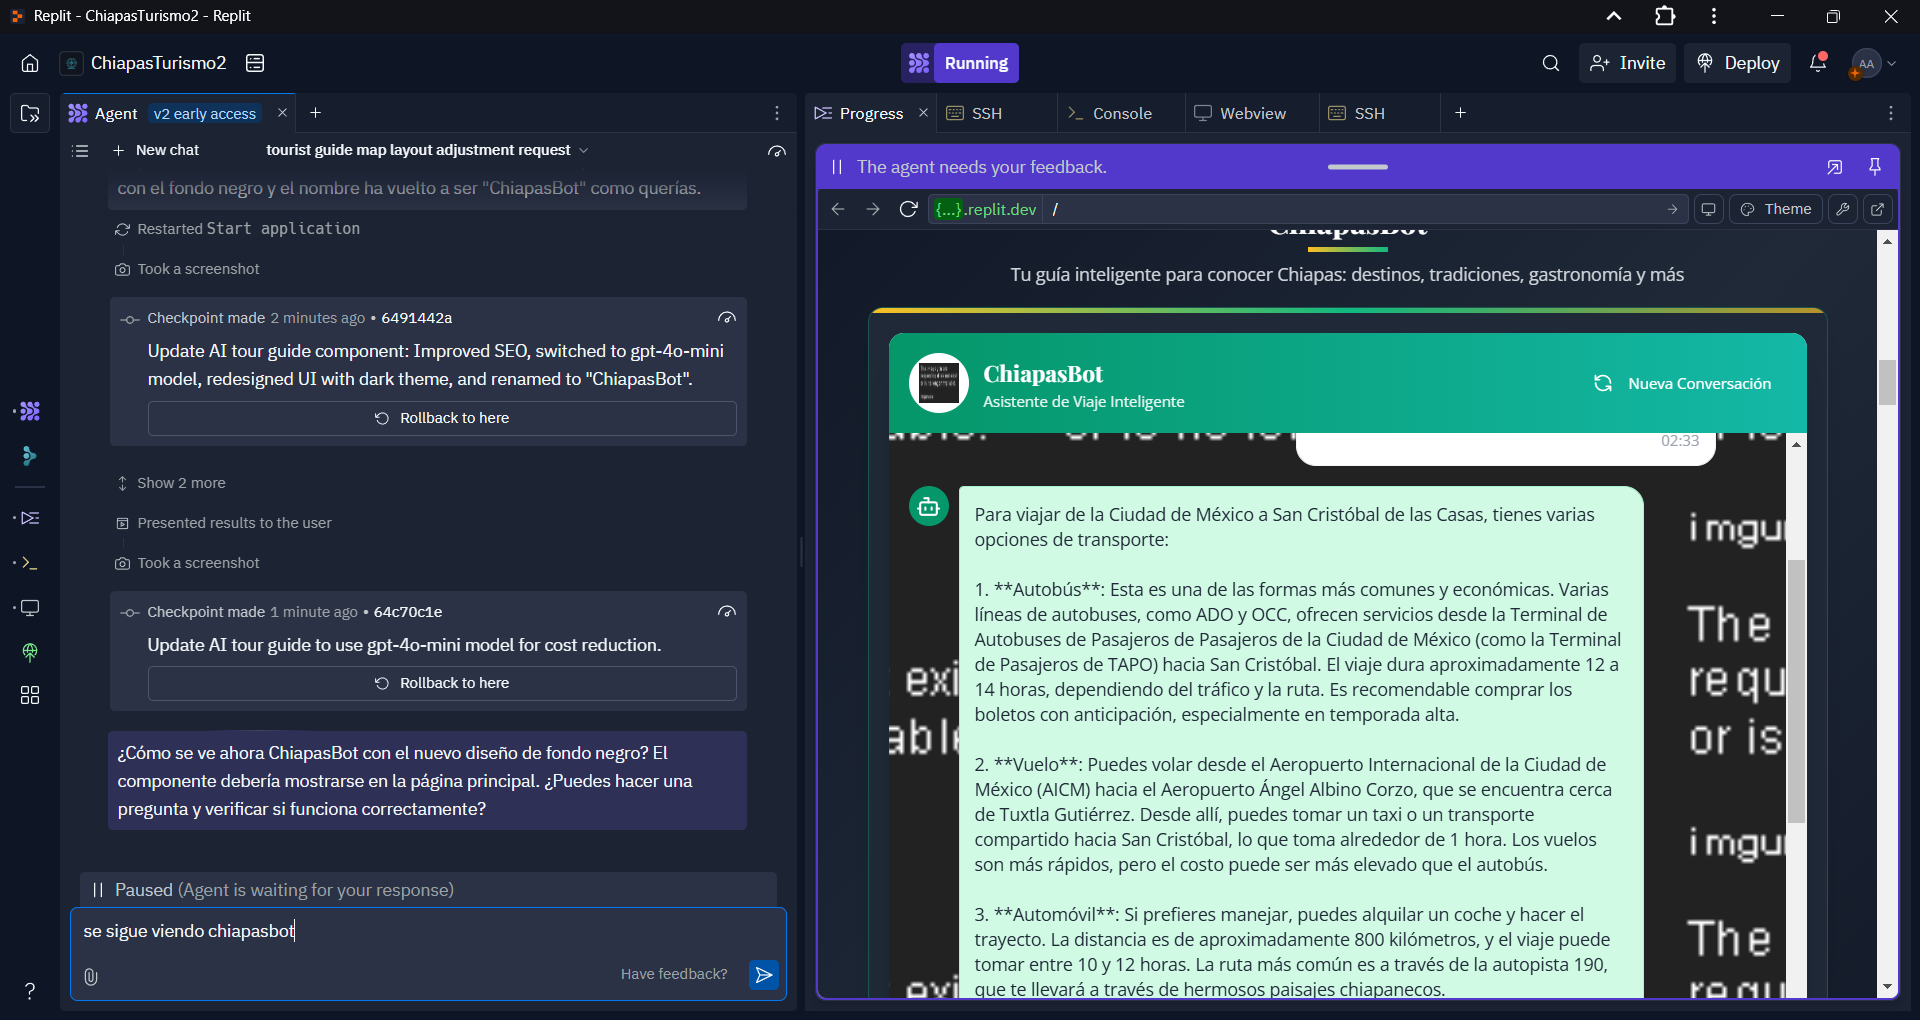 Replit - ChiapasTurismo2 - Replit
ChiapasTurismo2
Running
Invite
Deploy
AA
Agent
v2 early access
Progress
SSH
Console
Webview
SSH
New chat
tourist guide map layout adjustment request
con el fondo negro y el nombre ha vuelto a ser "ChiapasBot" como querías.
Restarted Start application
Took a screenshot
Checkpoint made 2 minutes ago • 6491442a
Update AI tour guide component: Improved SEO, switched to gpt-4o-mini
model, redesigned UI with dark theme, and renamed to "ChiapasBot".
Rollback to here
Show 2 more
Presented results to the user
Took a screenshot
Checkpoint made 1 minute ago • 64c70c1e
Update AI tour guide to use gpt-4o-mini model for cost reduction.
Rollback to here
¿Cómo se ve ahora ChiapasBot con el nuevo diseño de fondo negro? El
componente debería mostrarse en la página principal. ¿Puedes hacer una
pregunta y verificar si funciona correctamente?
Paused (Agent is waiting for your response)
se sigue viendo chiapasbot
Have feedback?
?
The agent needs your feedback.
{...}.replit.dev /
Theme
ChiapasBot
Tu guía inteligente para conocer Chiapas: destinos, tradiciones, gastronomía y más
ChiapasBot
Asistente de Viaje Inteligente
Nueva Conversación
02:33
Para viajar de la Ciudad de México a San Cristóbal de las Casas, tienes varias
opciones de transporte:
1. **Autobús**: Esta es una de las formas más comunes y económicas. Varias
líneas de autobuses, como ADO y OCC, ofrecen servicios desde la Terminal de
Autobuses de Pasajeros de Pasajeros de la Ciudad de México (como la Terminal
de Pasajeros de TAPO) hacia San Cristóbal. El viaje dura aproximadamente 12 a
14 horas, dependiendo del tráfico y la ruta. Es recomendable comprar los
boletos con anticipación, especialmente en temporada alta.
2. **Vuelo**: Puedes volar desde el Aeropuerto Internacional de la Ciudad de
México (AICM) hacia el Aeropuerto Ángel Albino Corzo, que se encuentra cerca
de Tuxtla Gutiérrez. Desde allí, puedes tomar un taxi o un transporte
compartido hacia San Cristóbal, lo que toma alrededor de 1 hora. Los vuelos
son más rápidos, pero el costo puede ser más elevado que el autobús.
3. **Automóvil**: Si prefieres manejar, puedes alquilar un coche y hacer el
trayecto. La distancia es de aproximadamente 800 kilómetros, y el viaje puede
tomar entre 10 y 12 horas. La ruta más común es a través de la autopista 190,
que te llevará a través de hermosos paisajes chiapanecos.
imgu
The
requ
or is
imgu
The
requ
exi
able
exi